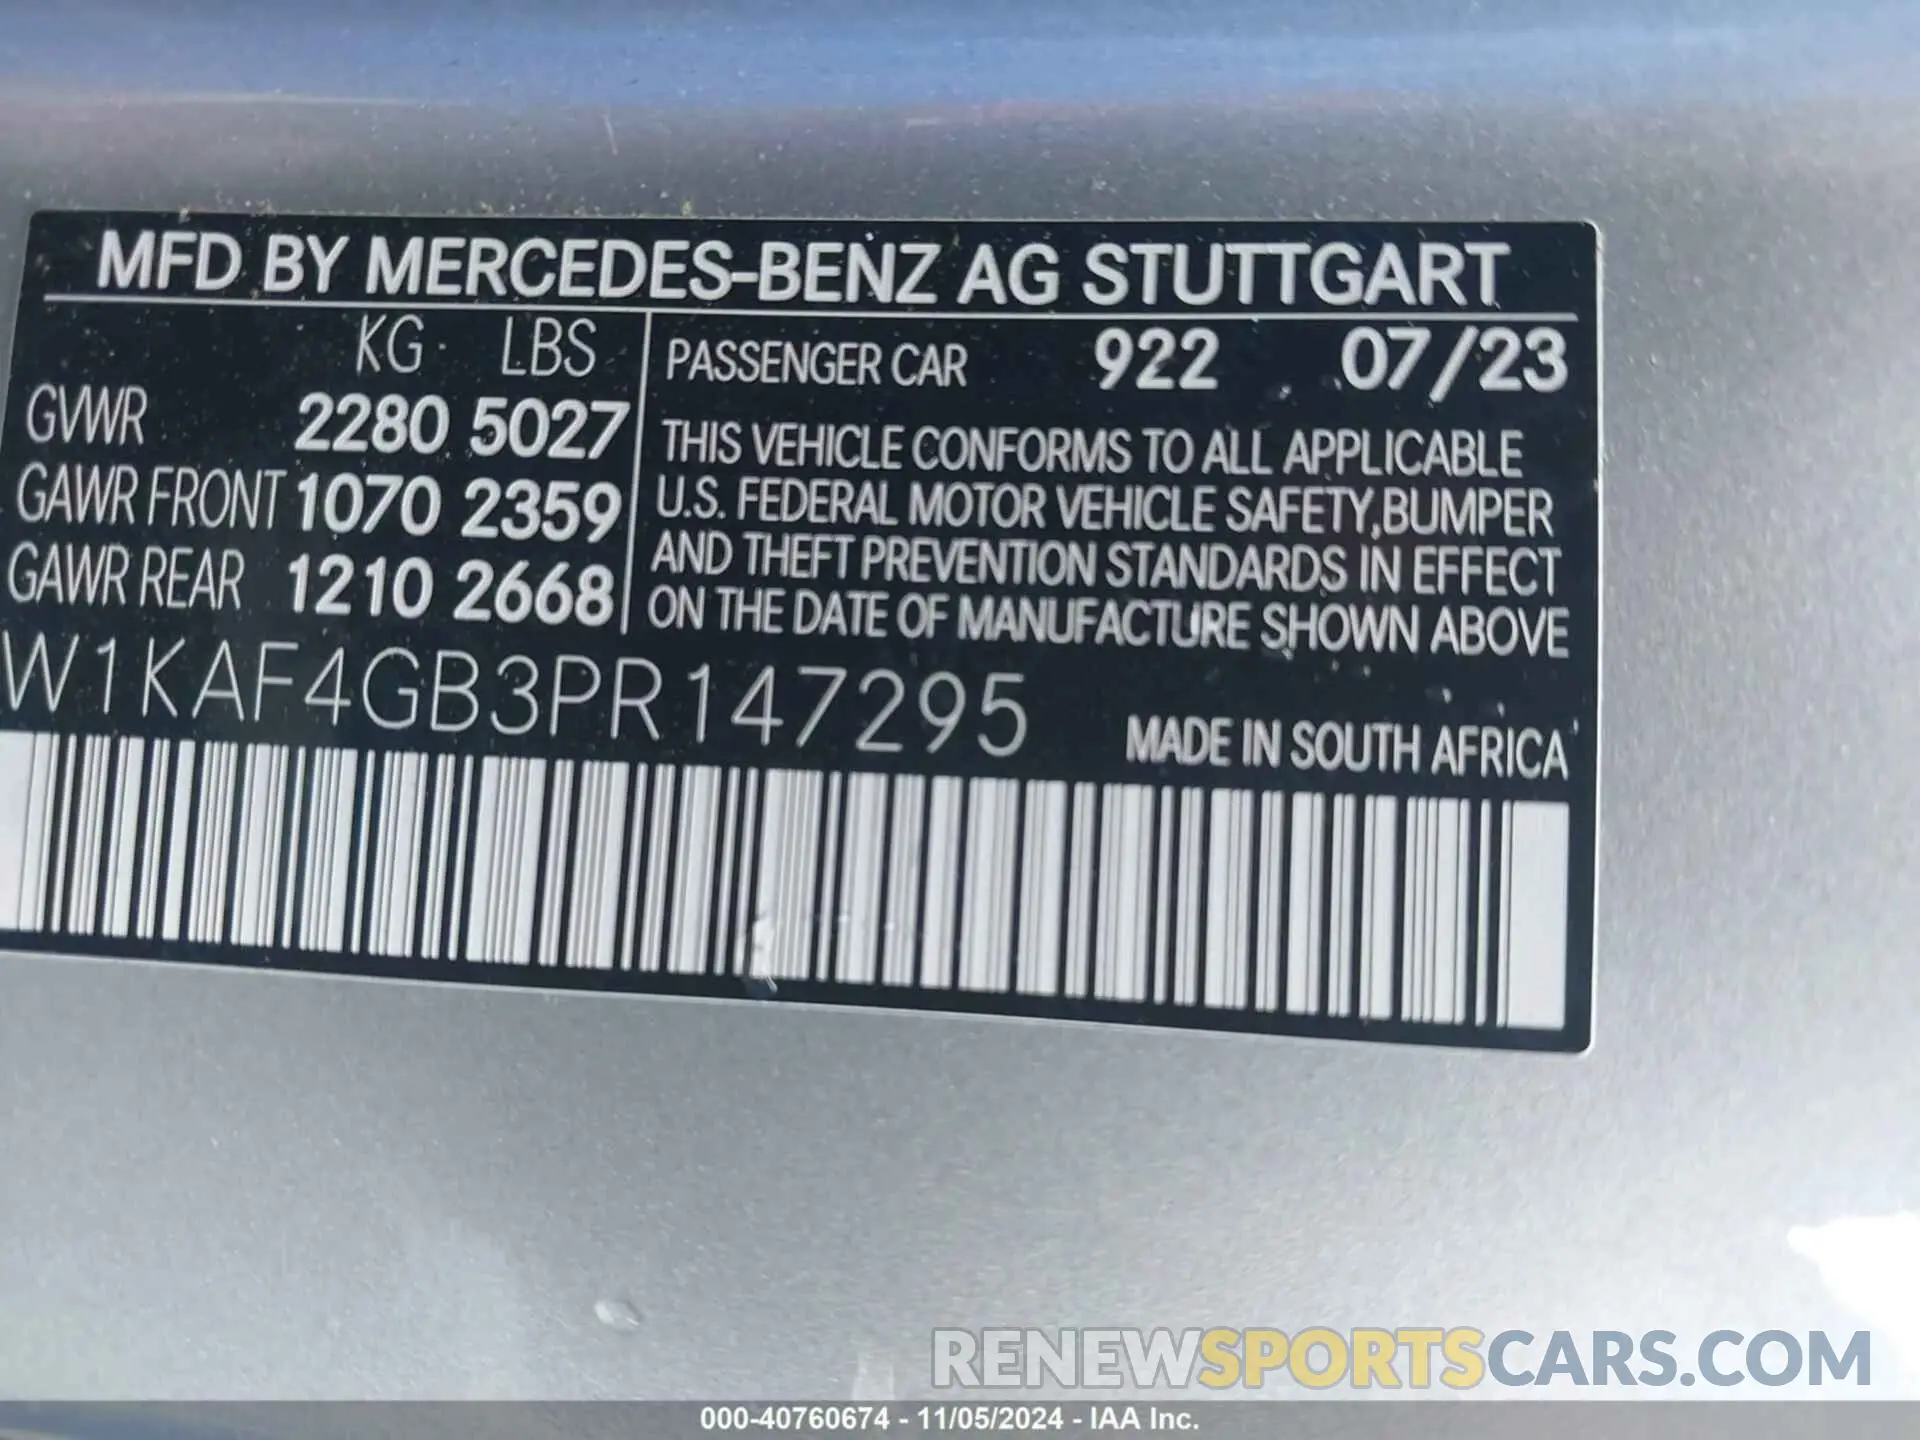 MFD BY MERCEDES-BENZ AG STUTTGART
KG LBS
GVWR 2280 5027
GAWR FRONT 1070 2359
GAWR REAR 1210 2668
PASSENGER CAR 922 07/23
THIS VEHICLE CONFORMS TO ALL APPLICABLE
U.S. FEDERAL MOTOR VEHICLE SAFETY,BUMPER
AND THEFT PREVENTION STANDARDS IN EFFECT
ON THE DATE OF MANUFACTURE SHOWN ABOVE
W1KAF4GB3PR147295
MADE IN SOUTH AFRICA
RENEWSPORTSCARS.COM
000-40760674 - 11/05/2024 - IAA Inc.